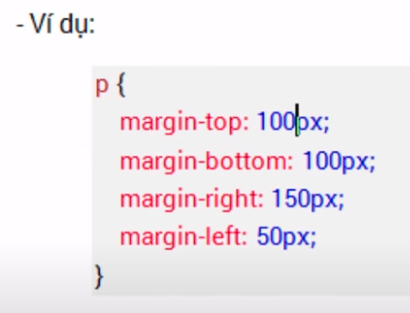 - Ví dụ:
p {
margin-top: 100px;
margin-bottom: 100px;
margin-right: 150px;
margin-left: 50px;
}